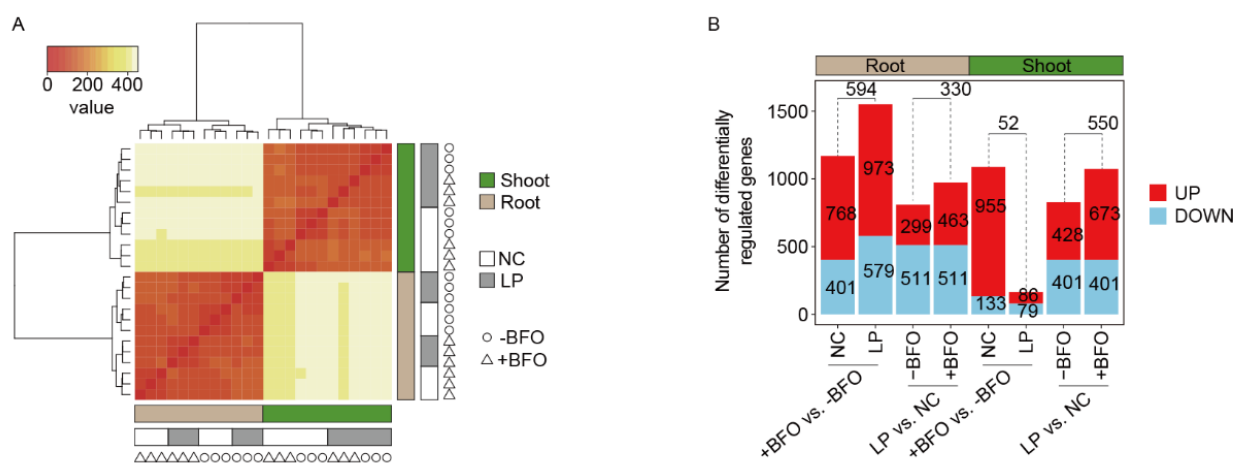 A
0 200 400
value
Shoot
Root
NC
LP
-BFO
+BFO
B
Root Shoot
594 330 52 550
Number of differentially
regulated genes
1500
1000
500
0
768 973 299 463 955 86 428 673
401 579 511 511 133 79 401 401
UP
DOWN
NC LP −BFO +BFO NC LP −BFO +BFO
+BFO vs. -BFO LP vs. NC +BFO vs. -BFO LP vs. NC